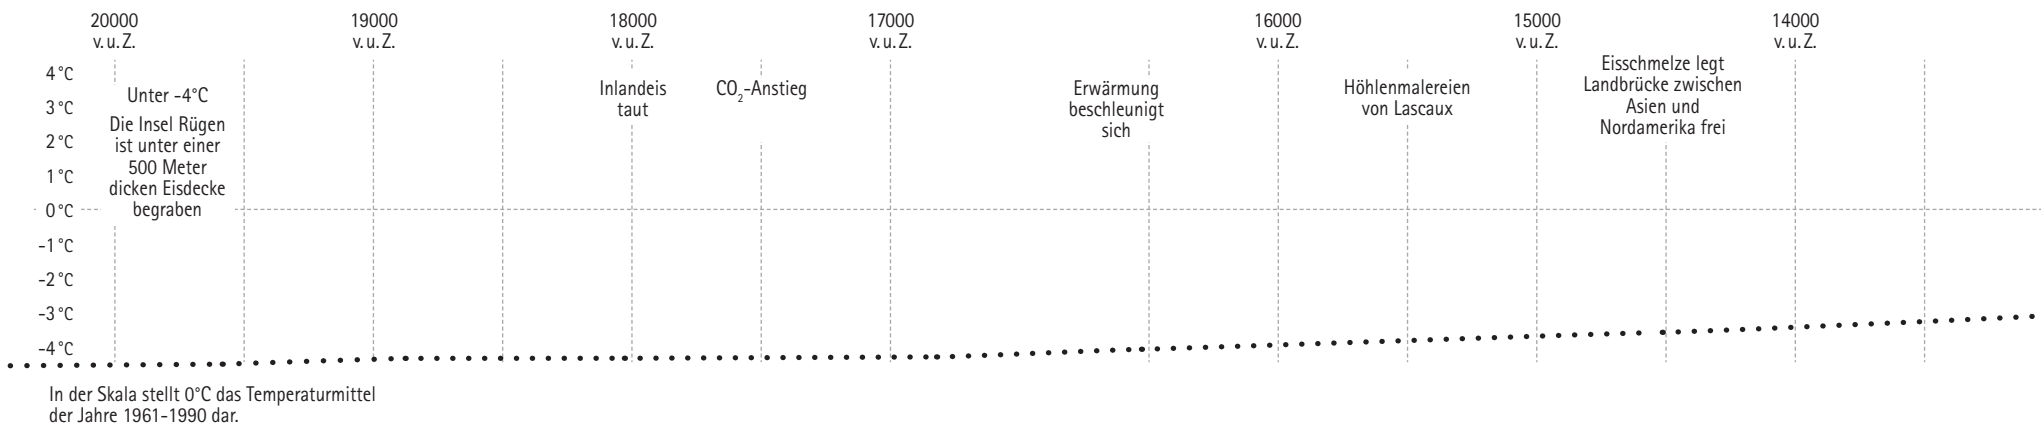 20000
v. u. Z.
19000
v. u. Z.
18000
v. u. Z.
17000
v. u. Z.
16000
v. u. Z.
15000
v. u. Z.
14000
v. u. Z.
4 °C
3 °C
2 °C
1 °C
0 °C
-1 °C
-2 °C
-3 °C
-4 °C
Unter -4°C
Die Insel Rügen
ist unter einer
500 Meter
dicken Eisdecke
begraben
Inlandeis
taut
CO₂-Anstieg
Erwärmung
beschleunigt
sich
Höhlenmalereien
von Lascaux
Eisschmelze legt
Landbrücke zwischen
Asien und
Nordamerika frei
In der Skala stellt 0°C das Temperaturmittel
der Jahre 1961-1990 dar.